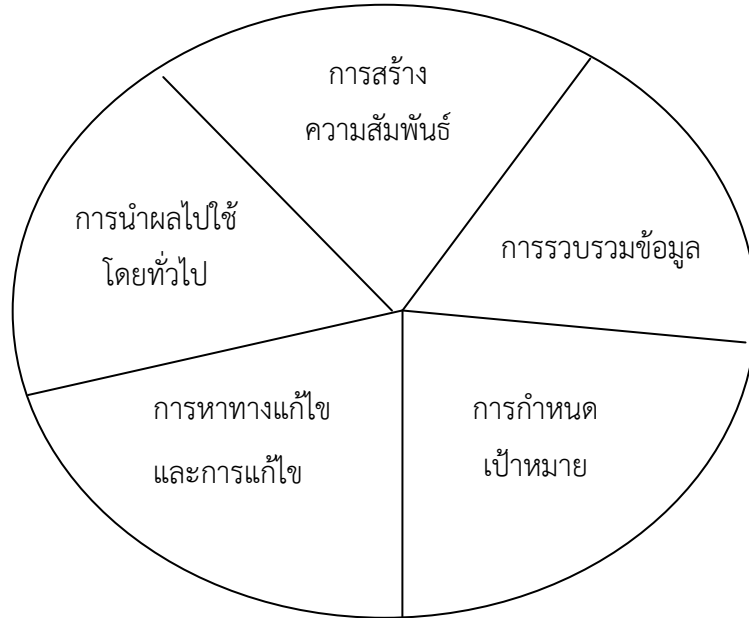 การสร้าง
ความสัมพันธ์
การรวบรวมข้อมูล
การกำหนด
เป้าหมาย
การหาทางแก้ไข
และการแก้ไข
การนำผลไปใช้
โดยทั่วไป